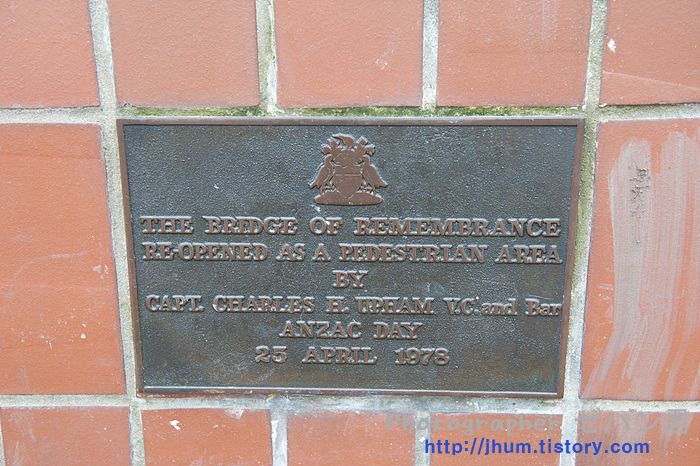 THE BRIDGE OF REMEMBRANCE
RE-OPENED AS A PEDESTRIAN AREA
BY
CAPT. CHARLES H. UPHAM V.C. and Bar
ANZAC DAY
25 APRIL 1978
Photographer
http://jhum.tistory.com